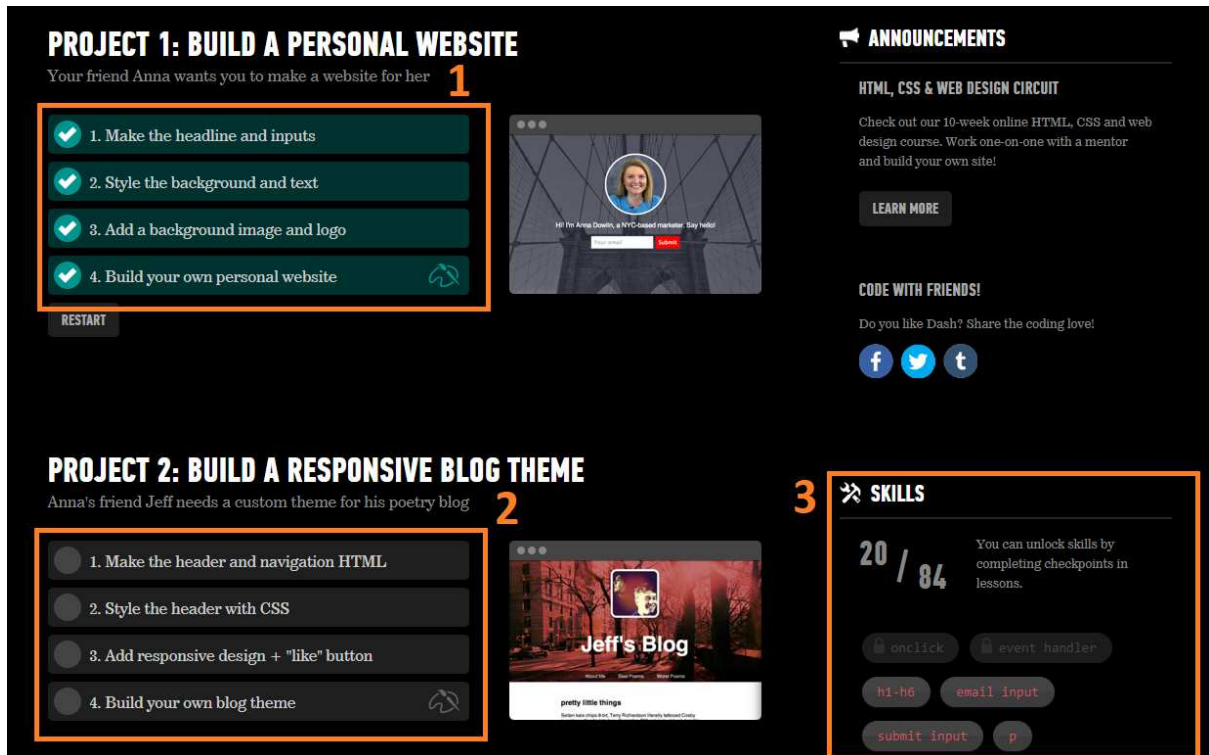 PROJECT 1: BUILD A PERSONAL WEBSITE
Your friend Anna wants you to make a website for her
1
1. Make the headline and inputs
2. Style the background and text
3. Add a background image and logo
4. Build your own personal website
RESTART
Hi! I'm Anna Dowlin, a NYC-based marketer. Say hello!
Your email
Submit
ANNOUNCEMENTS
HTML, CSS & WEB DESIGN CIRCUIT
Check out our 10-week online HTML, CSS and web
design course. Work one-on-one with a mentor
and build your own site!
LEARN MORE
CODE WITH FRIENDS!
Do you like Dash? Share the coding love!
f
t
PROJECT 2: BUILD A RESPONSIVE BLOG THEME
Anna's friend Jeff needs a custom theme for his poetry blog
2
1. Make the header and navigation HTML
2. Style the header with CSS
3. Add responsive design + "like" button
4. Build your own blog theme
Jeff's Blog
About Me Best Poems Worst Poems
pretty little things
3
SKILLS
20 / 84
You can unlock skills by
completing checkpoints in
lessons.
onclick event handler
h1-h6 email input
submit input p